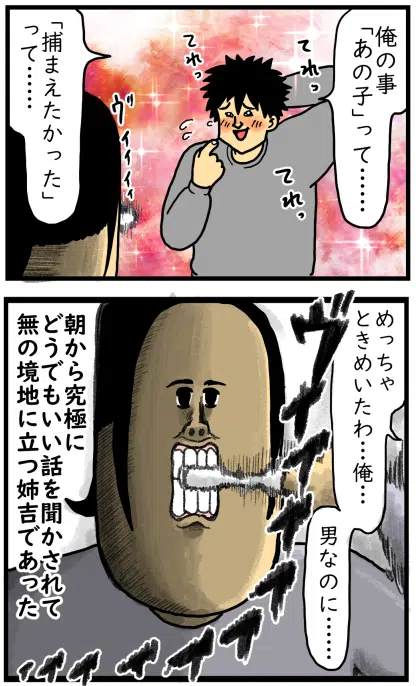 俺の事
「あの子」って……
てれっ
てれっ
てれっ
ヴィイィィィ
「捕まえたかった」
って……
めっちゃ
ときめいたわ…俺…
男なのに……
ヴィイイイイイイイイ
朝から究極に
どうでもいい話を聞かされて
無の境地に立つ姉吉であった